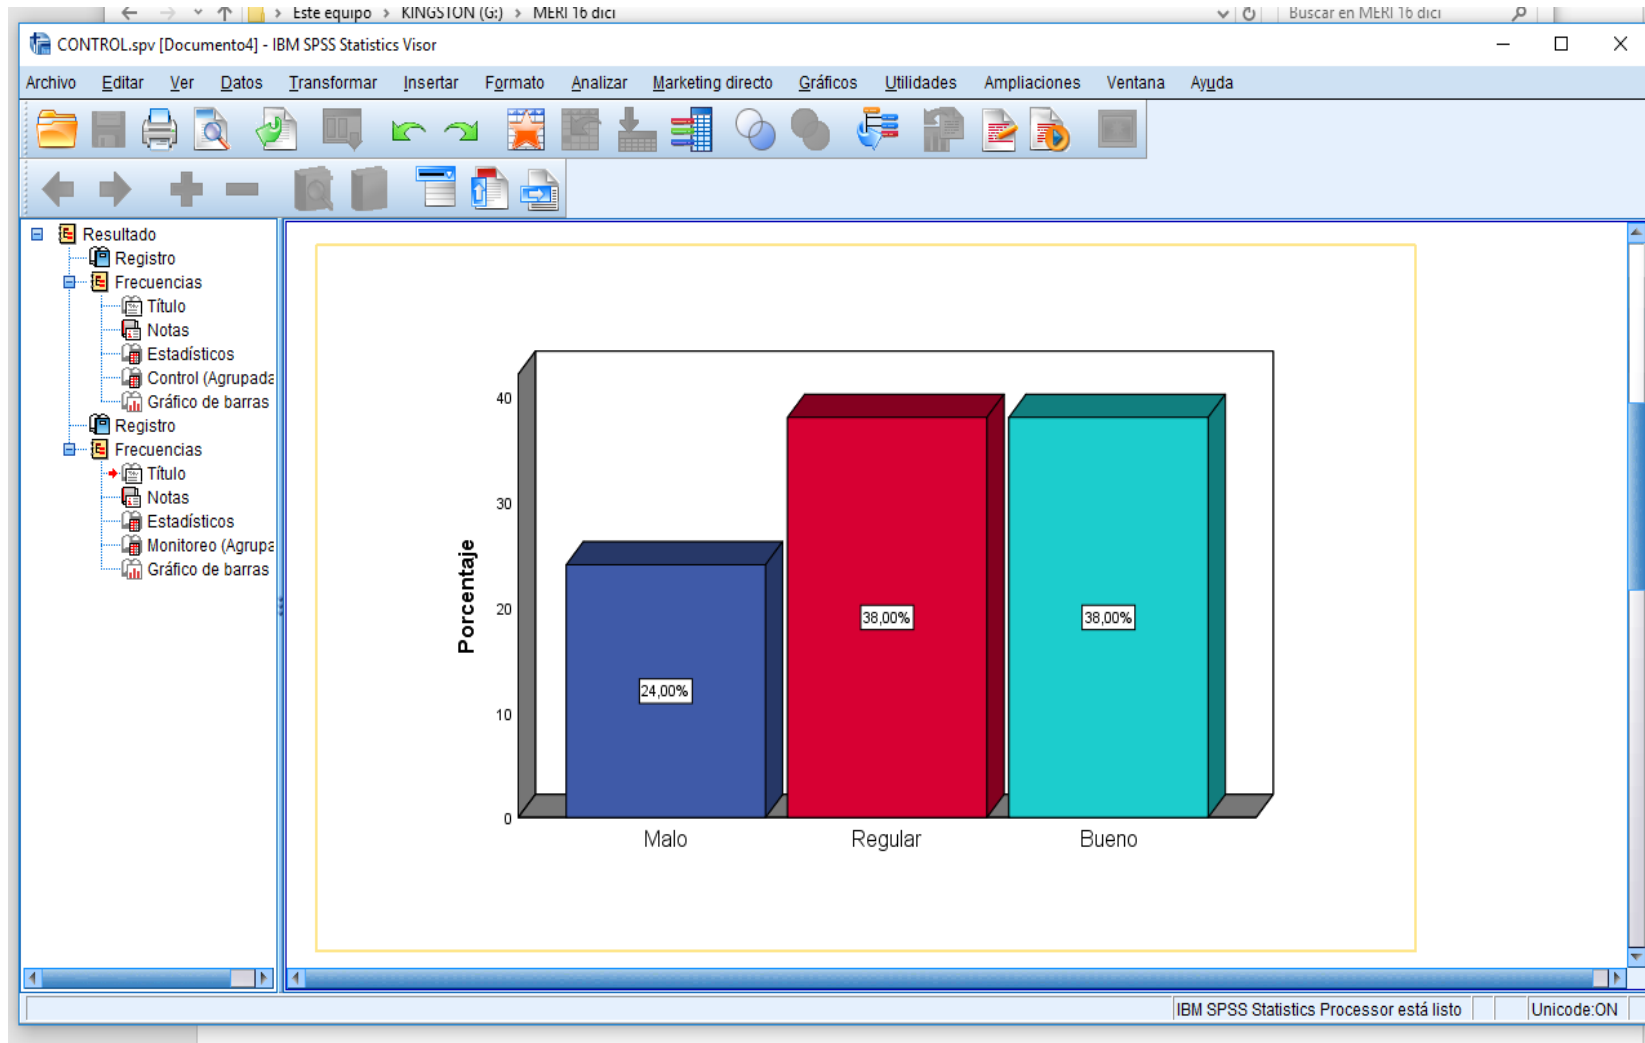 Este equipo > KINGSTON (G:) > MERI 16 dici
Buscar en MERI 16 dici
CONTROL.spv [Documento4] - IBM SPSS Statistics Visor
Archivo Editar Ver Datos Transformar Insertar Formato Analizar Marketing directo Gráficos Utilidades Ampliaciones Ventana Ayuda
Resultado
Registro
Frecuencias
Título
Notas
Estadísticos
Control (Agrupada
Gráfico de barras
Registro
Frecuencias
Título
Notas
Estadísticos
Monitoreo (Agrupa
Gráfico de barras
Porcentaje
40
30
20
10
0
24,00%
38,00%
38,00%
Malo Regular Bueno
IBM SPSS Statistics Processor está listo Unicode:ON